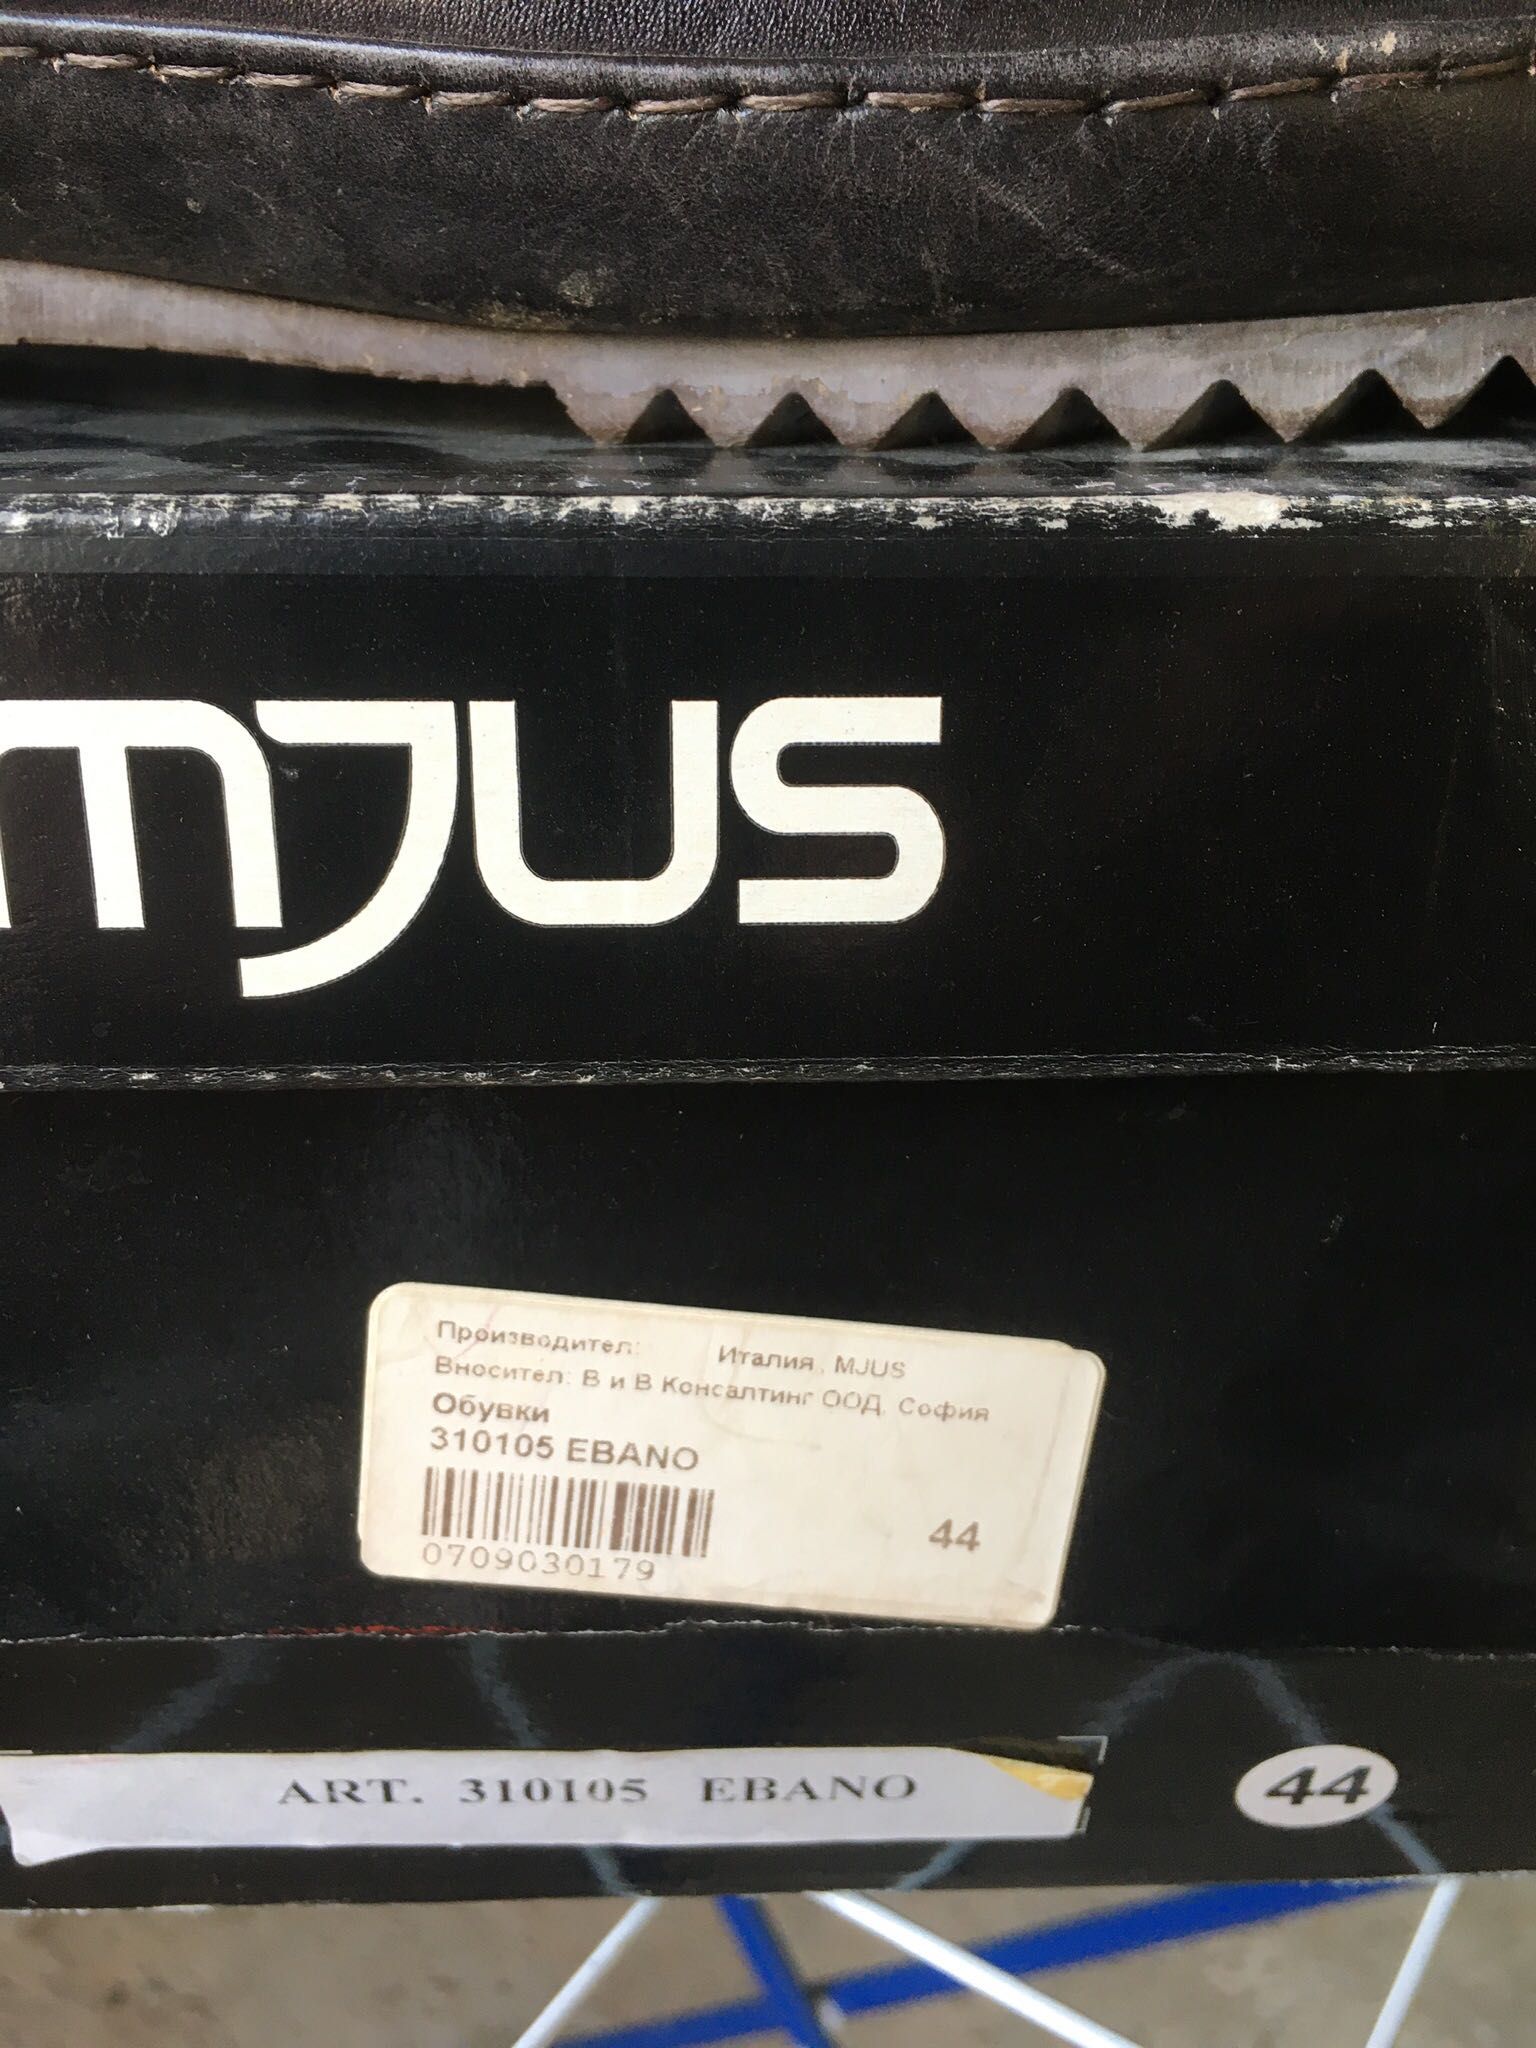 mjus
Производител: Италия, MJUS
Вносител: В и В Консалтинг ООД, София
Обувки
310105 EBANO
0709030179
44
ART. 310105 EBANO
44